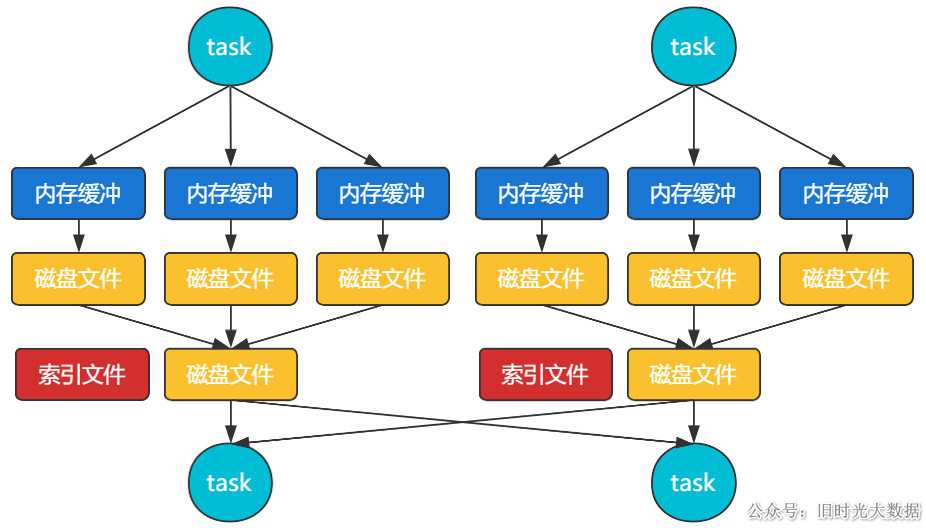 task task
内存缓冲 内存缓冲 内存缓冲 内存缓冲 内存缓冲 内存缓冲
磁盘文件 磁盘文件 磁盘文件 磁盘文件 磁盘文件 磁盘文件
索引文件 磁盘文件 索引文件 磁盘文件
task task
公众号：旧时光大数据